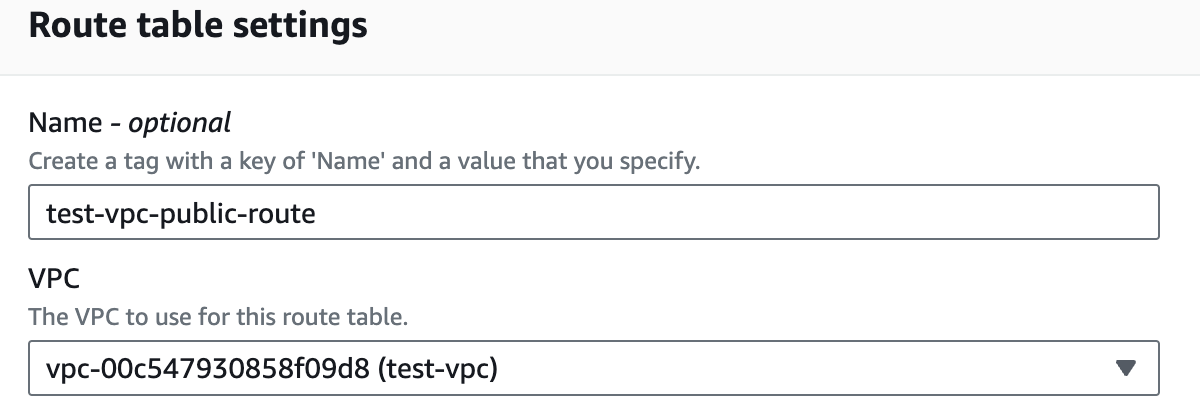 Route table settings
Name - optional
Create a tag with a key of 'Name' and a value that you specify.
test-vpc-public-route
VPC
The VPC to use for this route table.
vpc-00c547930858f09d8 (test-vpc)